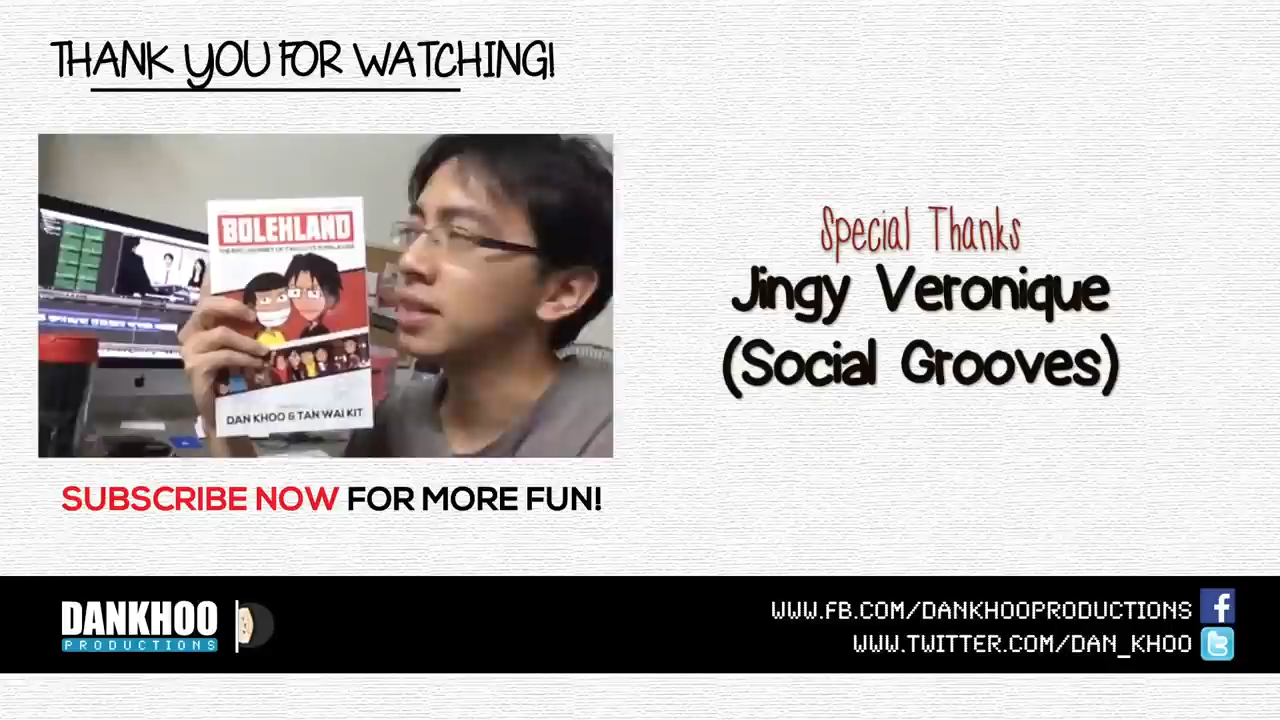 THANK YOU FOR WATCHING!
BOLEHLAND
DAN KHOO & TAN WAI KIT
SUBSCRIBE NOW FOR MORE FUN!
Special Thanks
Jingy Veronique
(Social Grooves)
DANKHOO
PRODUCTIONS
WWW.FB.COM/DANKHOOPRODUCTIONS
WWW.TWITTER.COM/DAN_KHOO